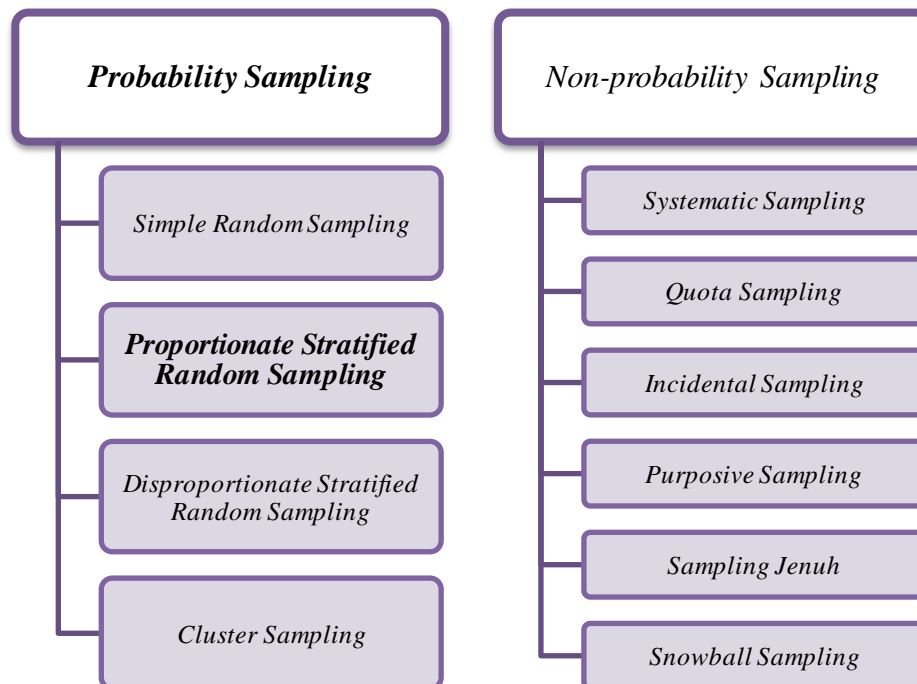 Probability Sampling
Simple Random Sampling
Proportionate Stratified
Random Sampling
Disproportionate Stratified
Random Sampling
Cluster Sampling
Non-probability Sampling
Systematic Sampling
Quota Sampling
Incidental Sampling
Purposive Sampling
Sampling Jenuh
Snowball Sampling